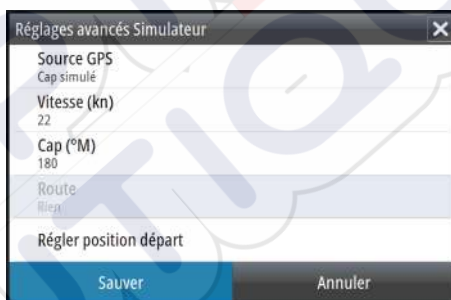 Réglages avancés Simulateur
Source GPS
Cap simulé
Vitesse (kn)
22
Cap (°M)
180
Route
Rien
Régler position départ
Sauver
Annuler